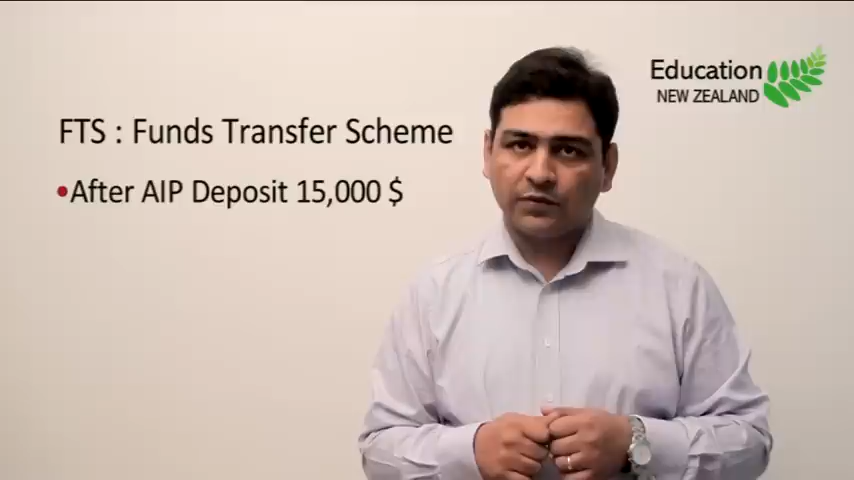 Education
NEW ZEALAND
FTS : Funds Transfer Scheme
•After AIP Deposit 15,000 $